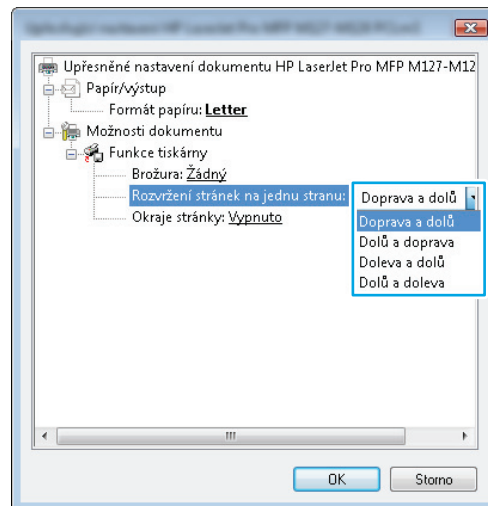 Upřesněné nastavení dokumentu HP LaserJet Pro MFP M127-M12
Papír/výstup
Formát papíru: Letter
Možnosti dokumentu
Funkce tiskárny
Brožura: Žádný
Rozvržení stránek na jednu stranu: Doprava a dolů
Doprava a dolů
Dolů a doprava
Doleva a dolů
Dolů a doleva
Okraje stránky: Vypnuto
OK Storno